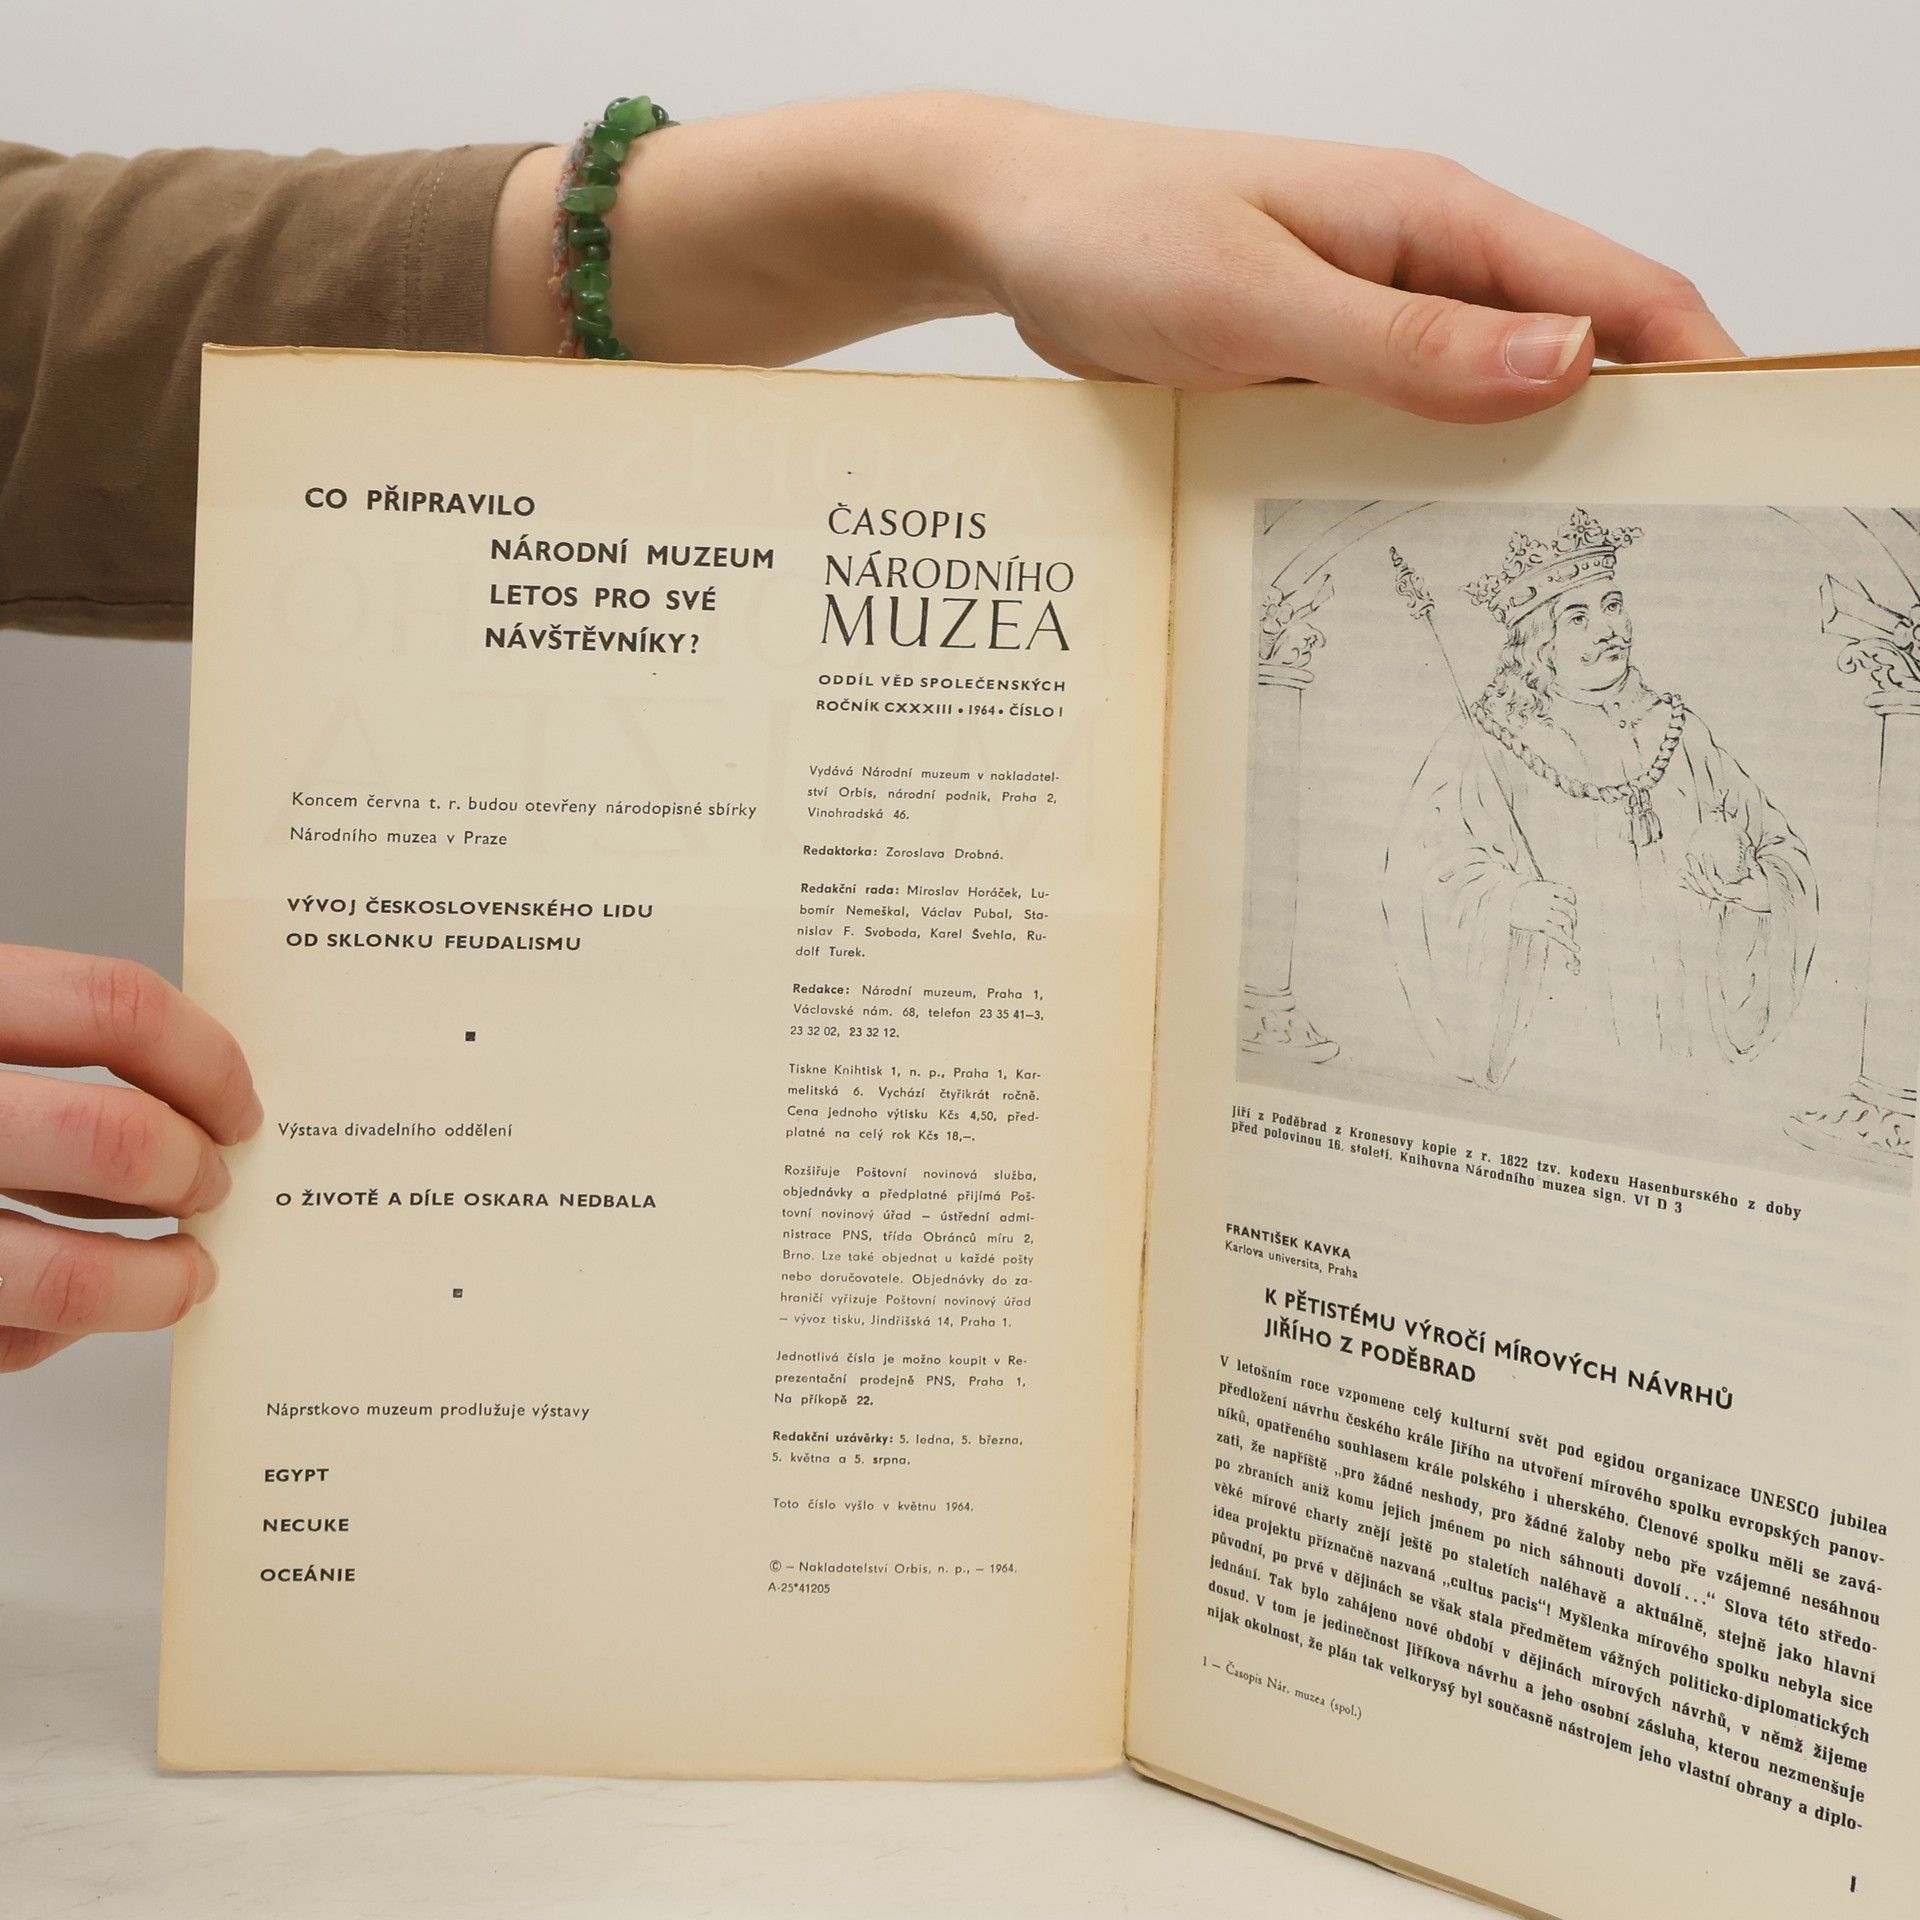 CO PŘIPRAVILO
NÁRODNÍ MUZEUM
LETOS PRO SVÉ
NÁVŠTĚVNÍKY?
Koncem června t. r. budou otevřeny národopisné sbírky
Národního muzea v Praze
VÝVOJ ČESKOSLOVENSKÉHO LIDU
OD SKLONKU FEUDALISMU
Výstava divadelního oddělení
O ŽIVOTĚ A DÍLE OSKARA NEDBALA
Náprstkovo muzeum prodlužuje výstavy
EGYPT
NECUKE
OCEÁNIE
ČASOPIS
NÁRODNÍHO
MUZEA
ODDÍL VĚD SPOLEČENSKÝCH
ROČNÍK CXXXIII • 1964 • ČÍSLO I
Vydává Národní muzeum v nakladatel-
ství Orbis, národní podnik, Praha 2,
Vinohradská 46.
Redaktorka: Zoroslava Drobná.
Redakční rada: Miroslav Horáček, Lu-
bomír Nemeškal, Václav Pubal, Sta-
nislav F. Svoboda, Karel Švehla, Ru-
dolf Turek.
Redakce: Národní muzeum, Praha 1,
Václavské nám. 68, telefon 23 35 41–3,
23 32 02, 23 32 12.
Tiskne Knihtisk 1, n. p., Praha 1, Kar-
melitská 6. Vychází čtyřikrát ročně.
Cena jednoho výtisku Kčs 4,50, před-
platné na celý rok Kčs 18,–.
Rozšiřuje Poštovní novinová služba,
objednávky a předplatné přijímá Poš-
tovní novinový úřad – ústřední admi-
nistrace PNS, třída Obránců míru 2,
Brno. Lze také objednat u každé pošty
nebo doručovatele. Objednávky do za-
hraničí vyřizuje Poštovní novinový úřad
– vývoz tisku, Jindřišská 14, Praha 1.
Jednotlivá čísla je možno koupit v Re-
prezentační prodejně PNS, Praha 1,
Na příkopě 22.
Redakční uzávěrky: 5. ledna, 5. března,
5. května a 5. srpna.
Toto číslo vyšlo v květnu 1964.
© – Nakladatelství Orbis, n. p., – 1964.
A-25*41205
Jiří z Poděbrad z Kronesovy kopie z r. 1822 tzv. kodexu Hasenburského z doby
před polovinou 16. století. Knihovna Národního muzea sign. VI D 3
FRANTIŠEK KAVKA
Karlova universita, Praha
K PĚTISTÉMU VÝROČÍ MÍROVÝCH NÁVRHŮ
JIŘÍHO Z PODĚBRAD
V letošním roce vzpomene celý kulturní svět pod egidou organizace UNESCO jubilea
předložení návrhu českého krále Jiřího na utvoření mírového spolku evropských panov-
níků, opatřeného souhlasem krále polského i uherského. Členové spolku měli se zavá-
zati, že napříště „pro žádné neshody, pro žádné žaloby nebo pře vzájemné nesáhnou
po zbraních aniž komu jejich jménem po nich sáhnouti dovolí...“ Slova této středo-
věké mírové charty znějí ještě po staletích naléhavě a aktuálně, stejně jako hlavní
idea projektu příznačně nazvaná „cultus pacis“! Myšlenka mírového spolku nebyla sice
původní, po prvé v dějinách se však stala předmětem vážných politicko-diplomatických
jednání. Tak bylo zahájeno nové období v dějinách mírových návrhů, v němž žijeme
dosud. V tom je jedinečnost Jiříkova návrhu a jeho osobní zásluha, kterou nezmenšuje
nijak okolnost, že plán tak velkorysý byl současně nástrojem jeho vlastní obrany a diplo-
1 – Časopis Nár. muzea (spol.)
1